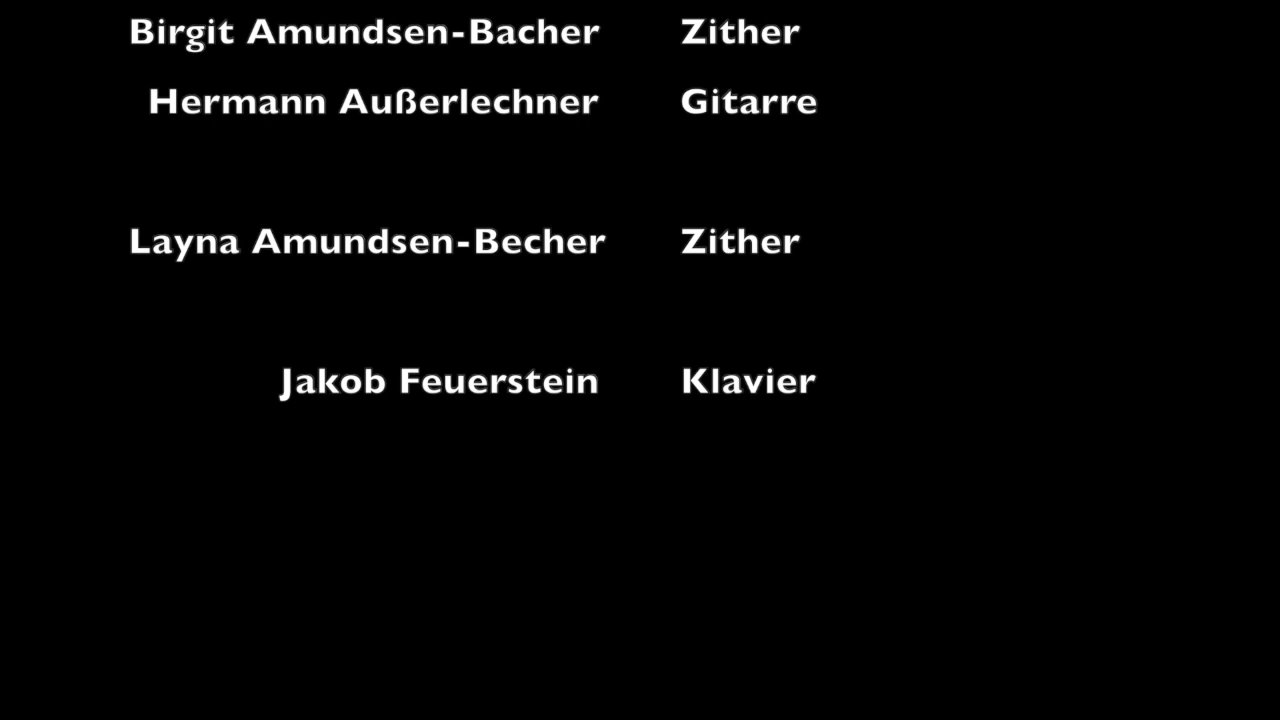 Birgit Amundsen-Bacher Zither
Hermann Außerlechner Gitarre
Layna Amundsen-Becher Zither
Jakob Feuerstein Klavier